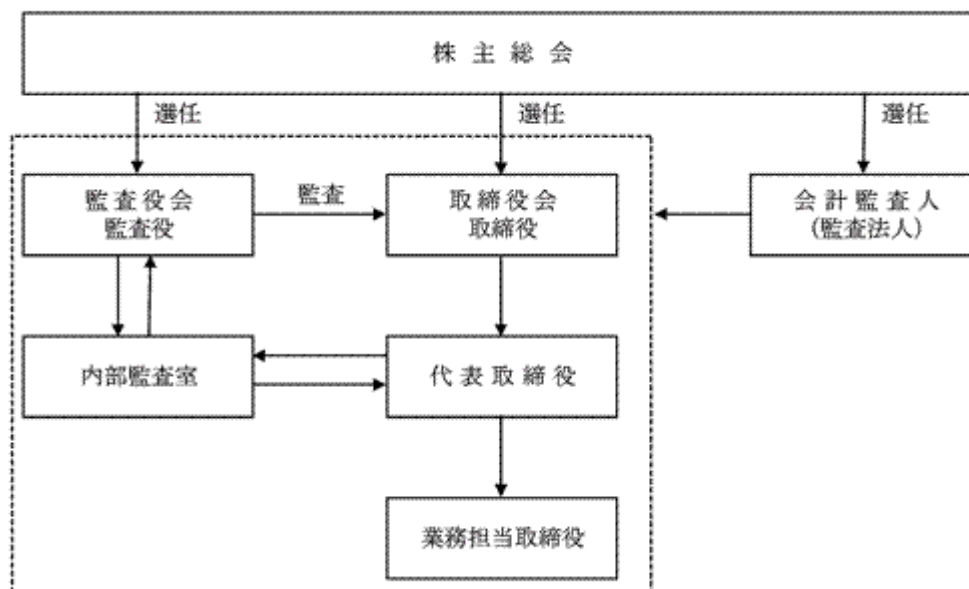 株主総会
選任
選任
選任
監査役会
監査役
監査
取締役会
取締役
会計監査人
(監査法人)
内部監査室
代表取締役
業務担当取締役